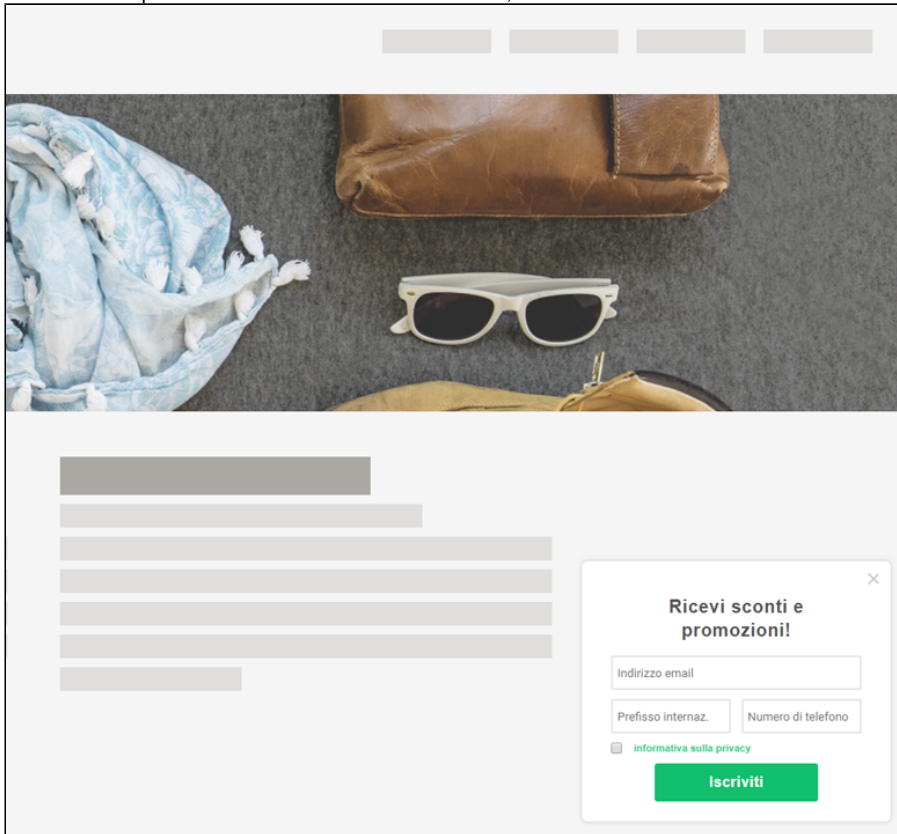 Ricevi sconti e
promozioni!
Indirizzo email
Prefisso internaz.
Numero di telefono
informativa sulla privacy
Iscriviti